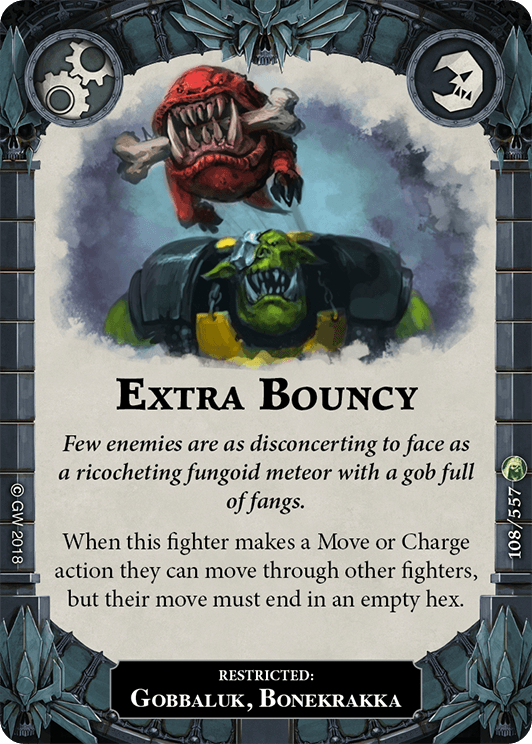 Extra Bouncy
Few enemies are as disconcerting to face as
a ricocheting fungoid meteor with a gob full
of fangs.
When this fighter makes a Move or Charge
action they can move through other fighters,
but their move must end in an empty hex.
RESTRICTED:
Gobbaluk, Bonekrakka
© GW 2018
108/557